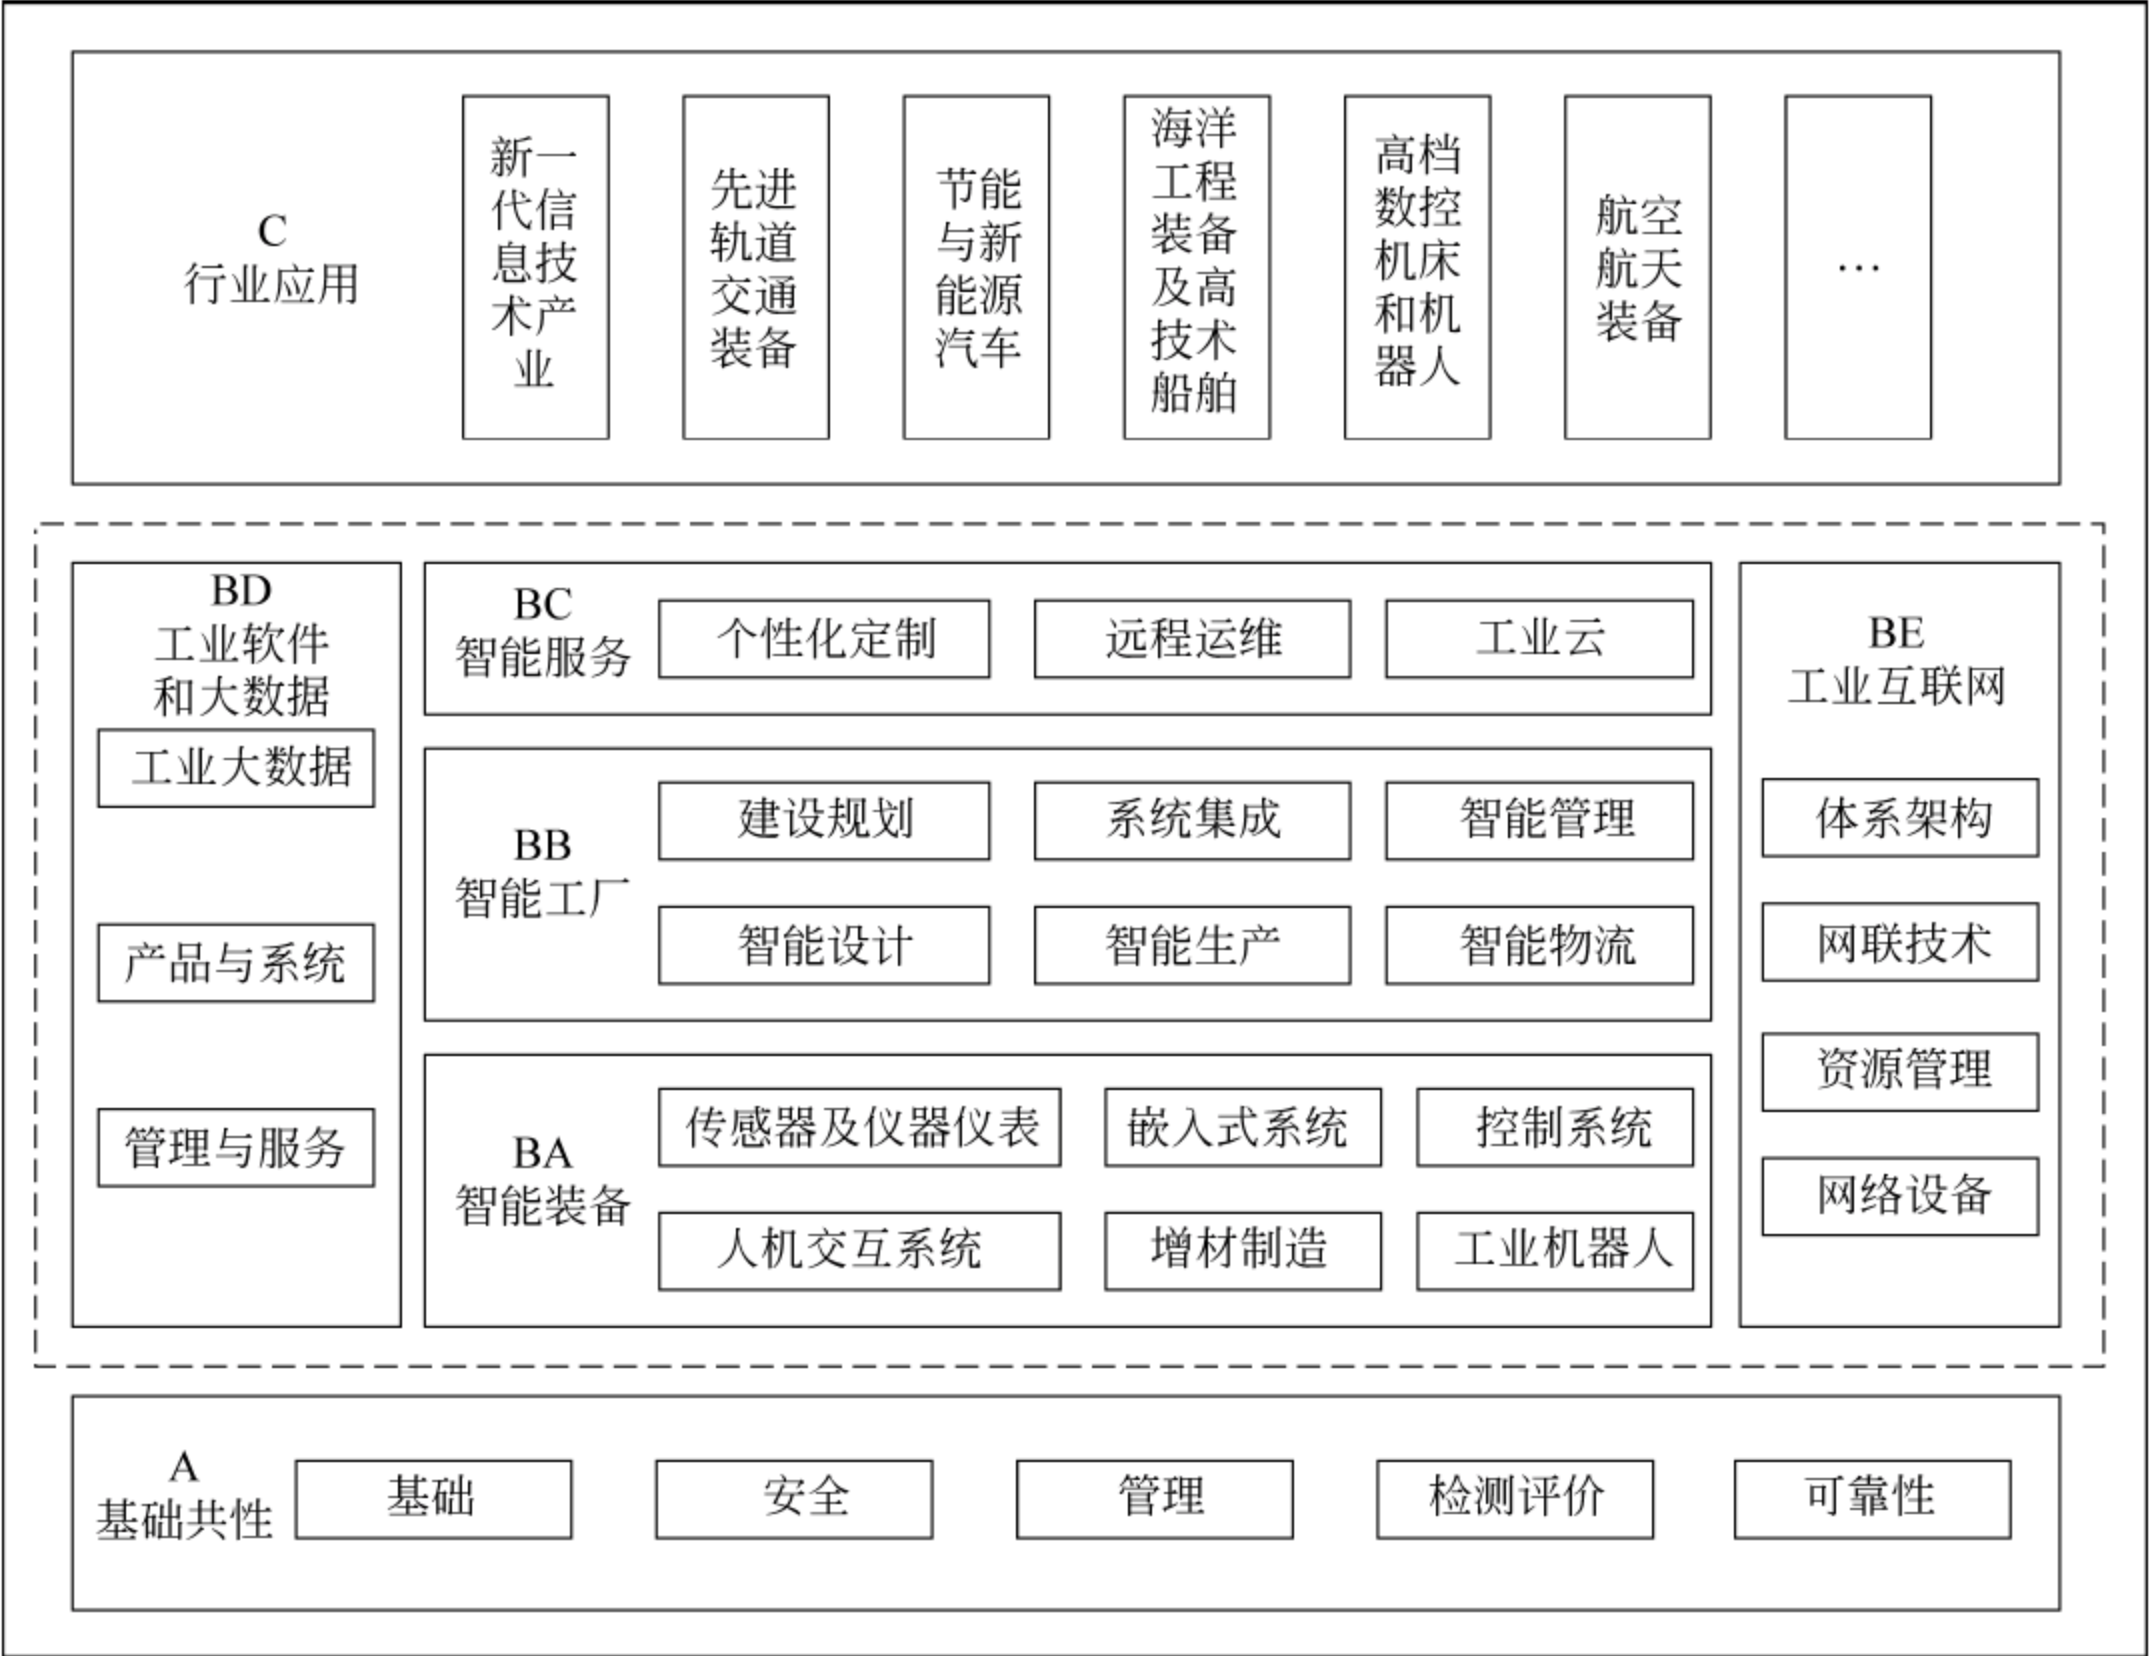 C
行业应用
新一
代信
息技
术产
业
先进
轨道
交通
装备
节能
与新
能源
汽车
海洋
工程
装备
及高
技术
船舶
高档
数控
机床
和机
器人
航空
航天
装备
…
BD
工业软件
和大数据
工业大数据
产品与系统
管理与服务
BC
智能服务
个性化定制
远程运维
工业云
BB
智能工厂
建设规划
系统集成
智能管理
智能设计
智能生产
智能物流
BA
智能装备
传感器及仪器仪表
嵌入式系统
控制系统
人机交互系统
增材制造
工业机器人
BE
工业互联网
体系架构
网联技术
资源管理
网络设备
A
基础共性
基础
安全
管理
检测评价
可靠性